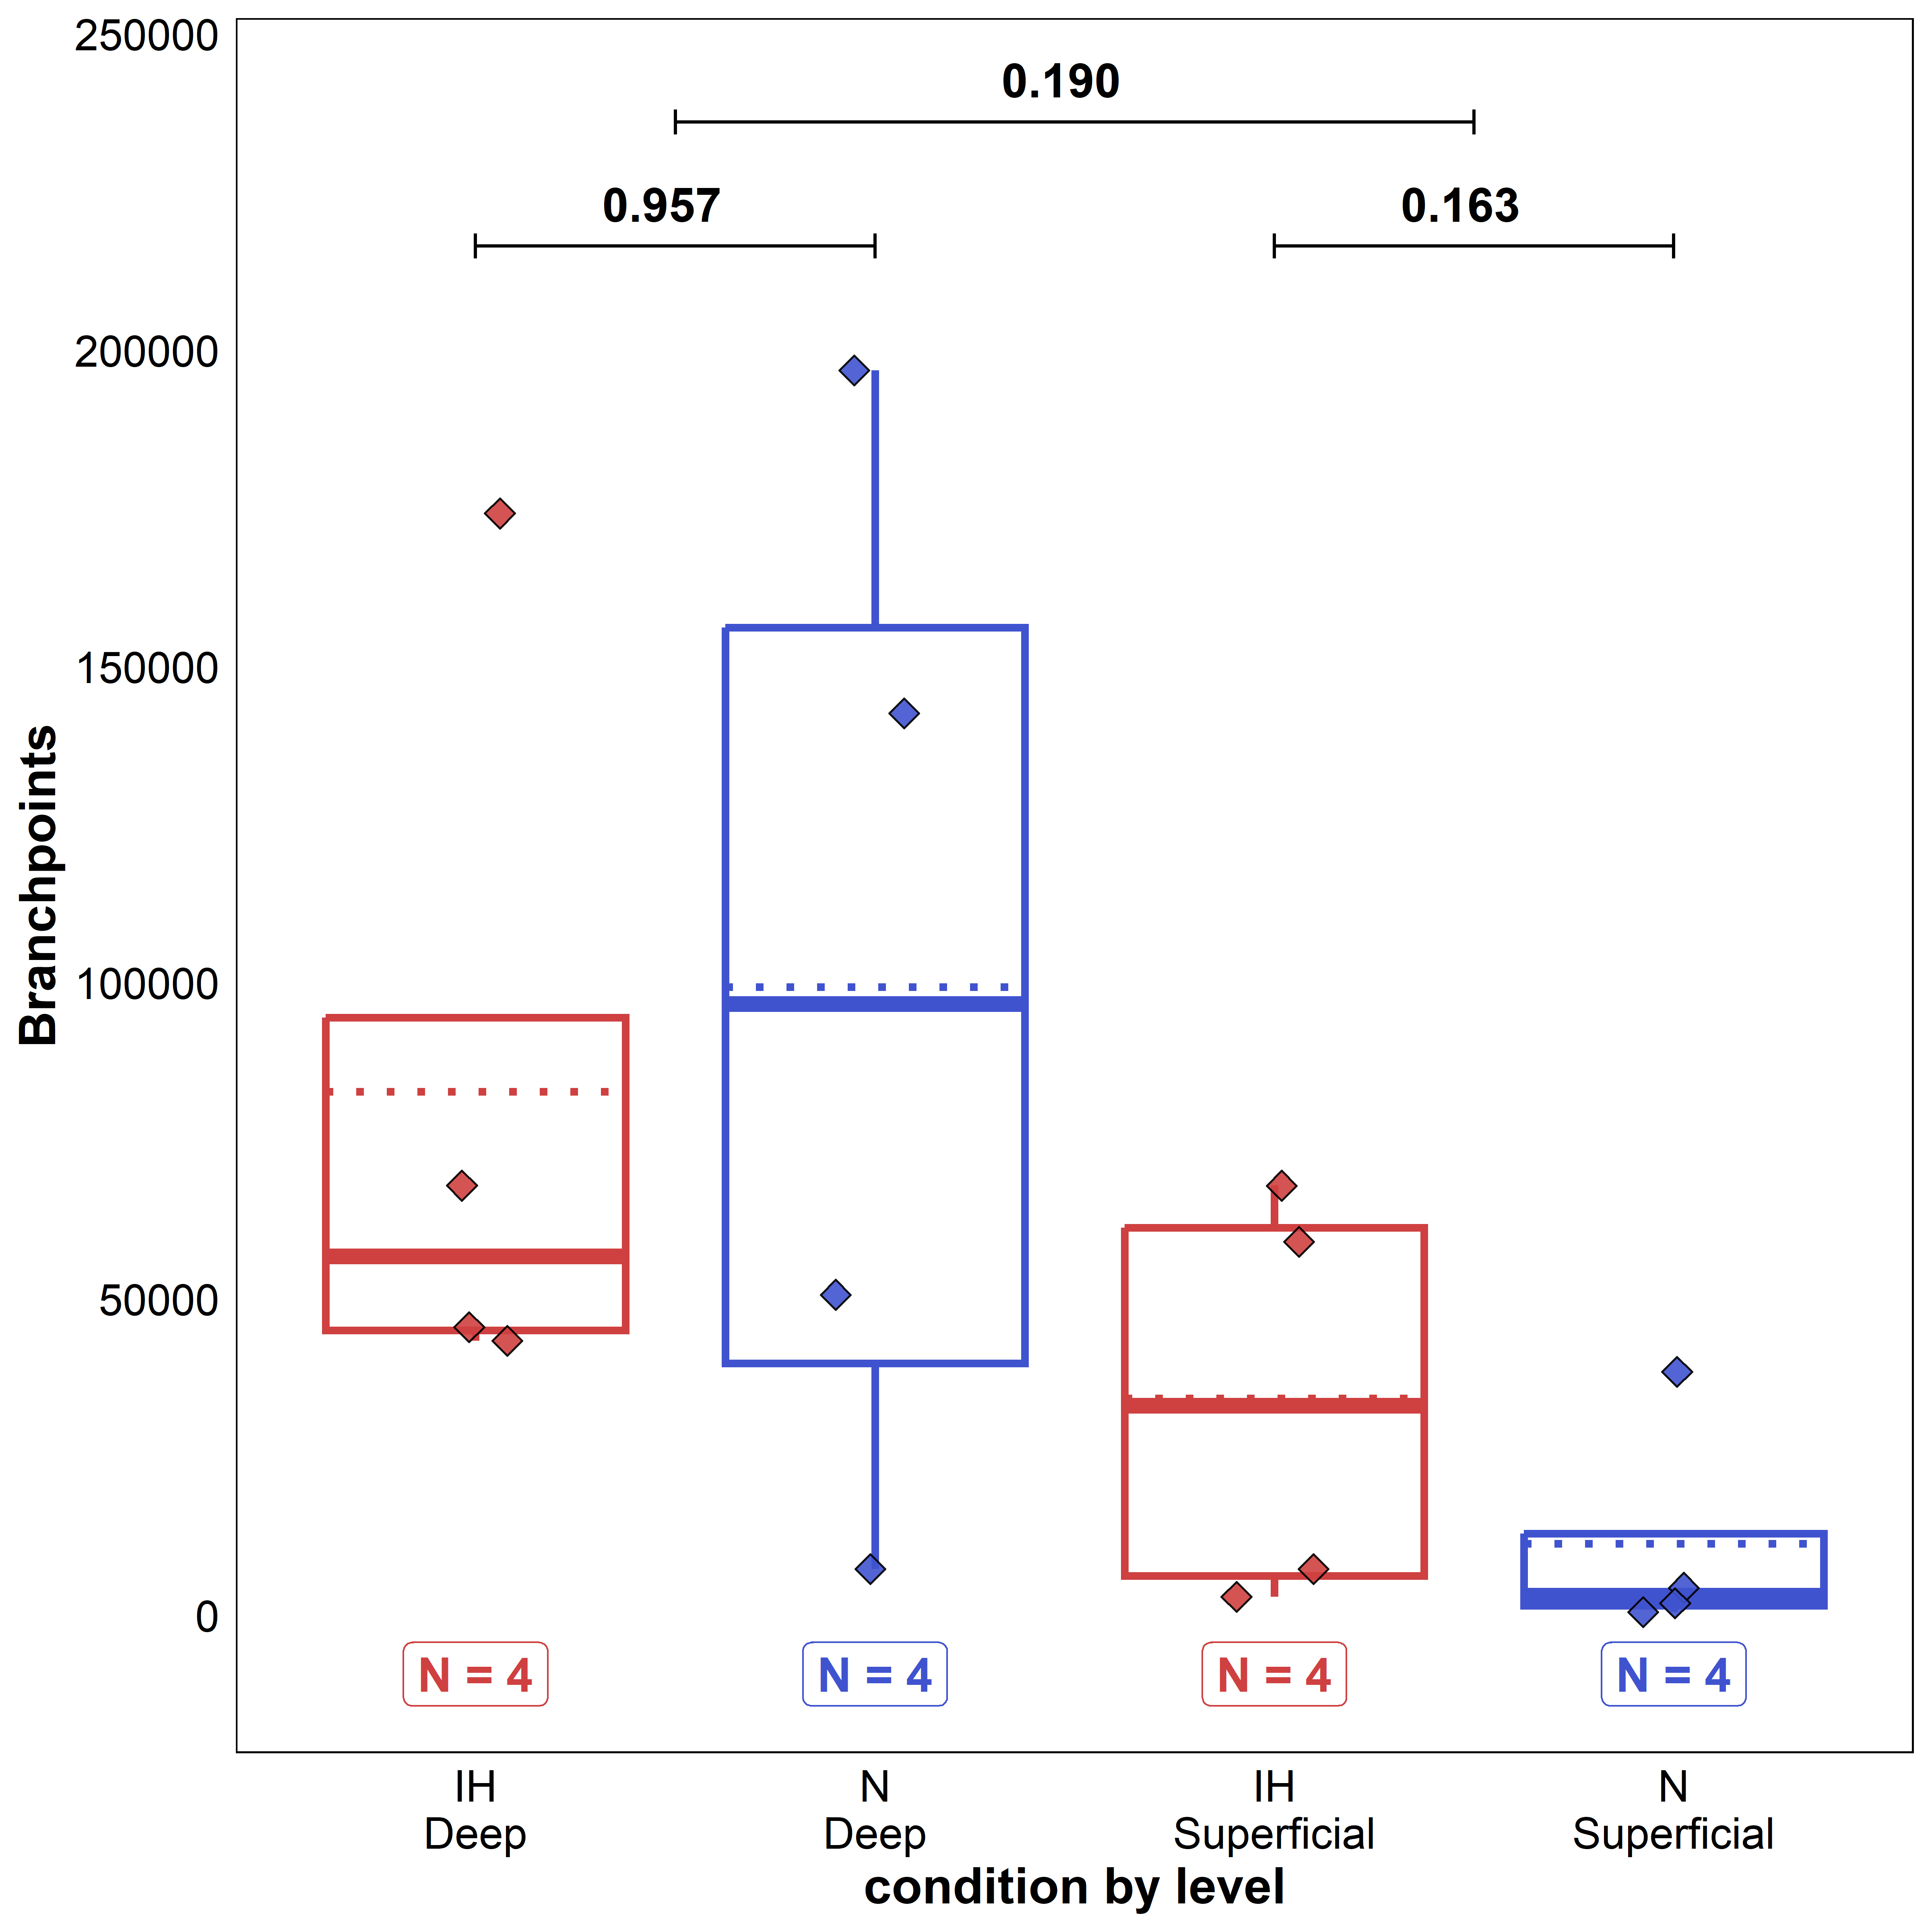 250000
200000
150000
100000
50000
0
Branchpoints
0.190
0.957
0.163
N = 4
N = 4
N = 4
N = 4
IH
Deep
N
Deep
IH
Superficial
N
Superficial
condition by level